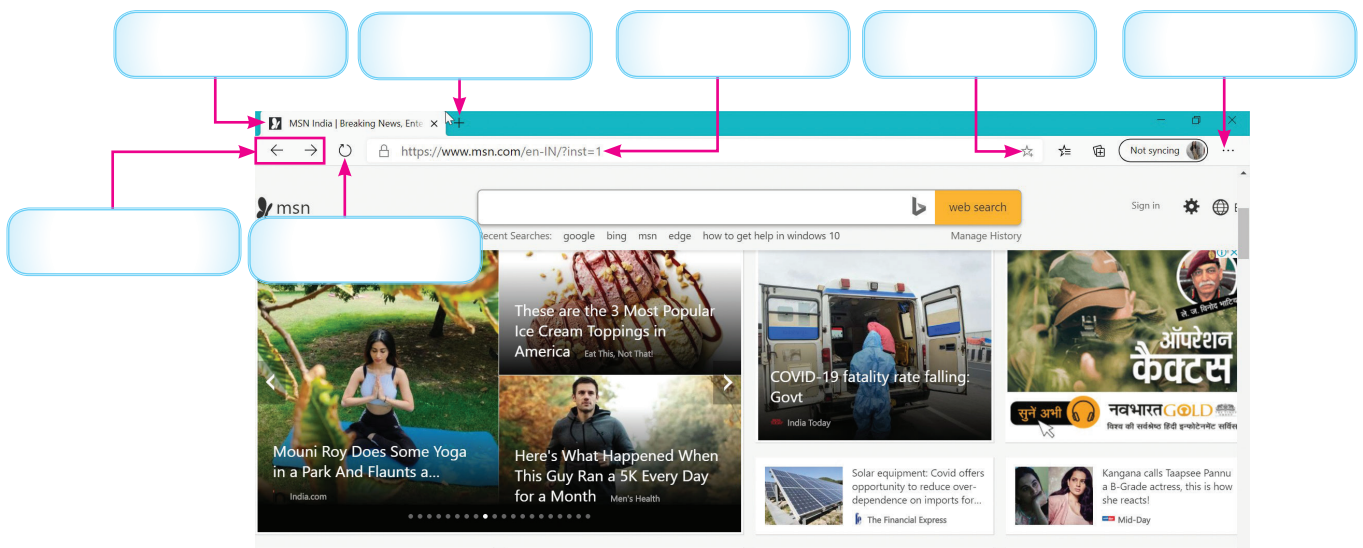 MSN India | Breaking News, Ente
https://www.msn.com/en-IN/?inst=1
Not syncing
msn
web search
Sign in
Recent Searches: google bing msn edge how to get help in windows 10
Manage History
Mouni Roy Does Some Yoga
in a Park And Flaunts a...
India.com
These are the 3 Most Popular
Ice Cream Toppings in
America Eat This, Not That!
Here's What Happened When
This Guy Ran a 5K Every Day
for a Month Men's Health
COVID-19 fatality rate falling:
Govt
India Today
ले. ज. विनोद भाटिया
ऑपरेशन
कैक्टस
सुनें अभी
नवभारत GOLD
विश्व की सर्वश्रेष्ठ हिंदी इन्फोटेनमेंट सर्विस
Solar equipment: Covid offers
opportunity to reduce over-
dependence on imports for...
The Financial Express
Kangana calls Taapsee Pannu
a B-Grade actress, this is how
she reacts!
Mid-Day